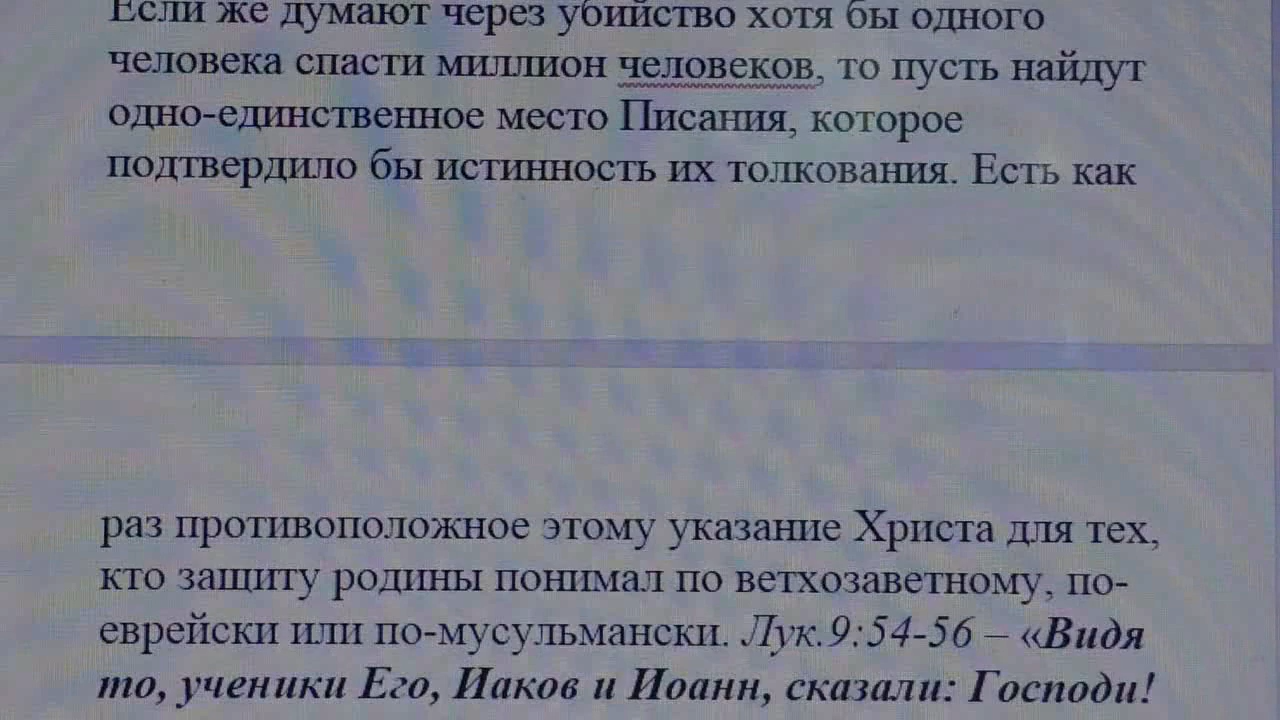 Если же думают через убийство хотя бы одного
человека спасти миллион человеков, то пусть найдут
одно-единственное место Писания, которое
подтвердило бы истинность их толкования. Есть как
раз противоположное этому указание Христа для тех,
кто защиту родины понимал по ветхозаветному, по-
еврейски или по-мусульмански. Лук.9:54-56 – «Видя
то, ученики Его, Иаков и Иоанн, сказали: Господи!